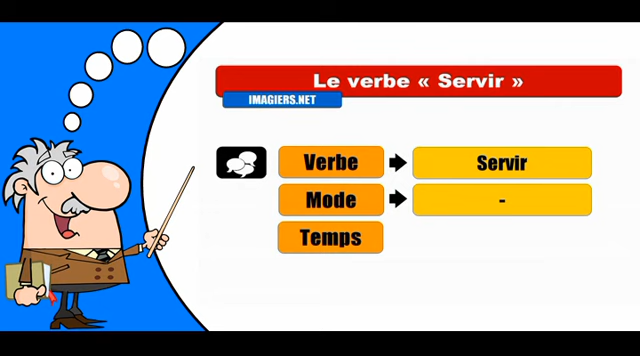 Le verbe « Servir »
IMAGIERS.NET
Verbe Servir
Mode -
Temps